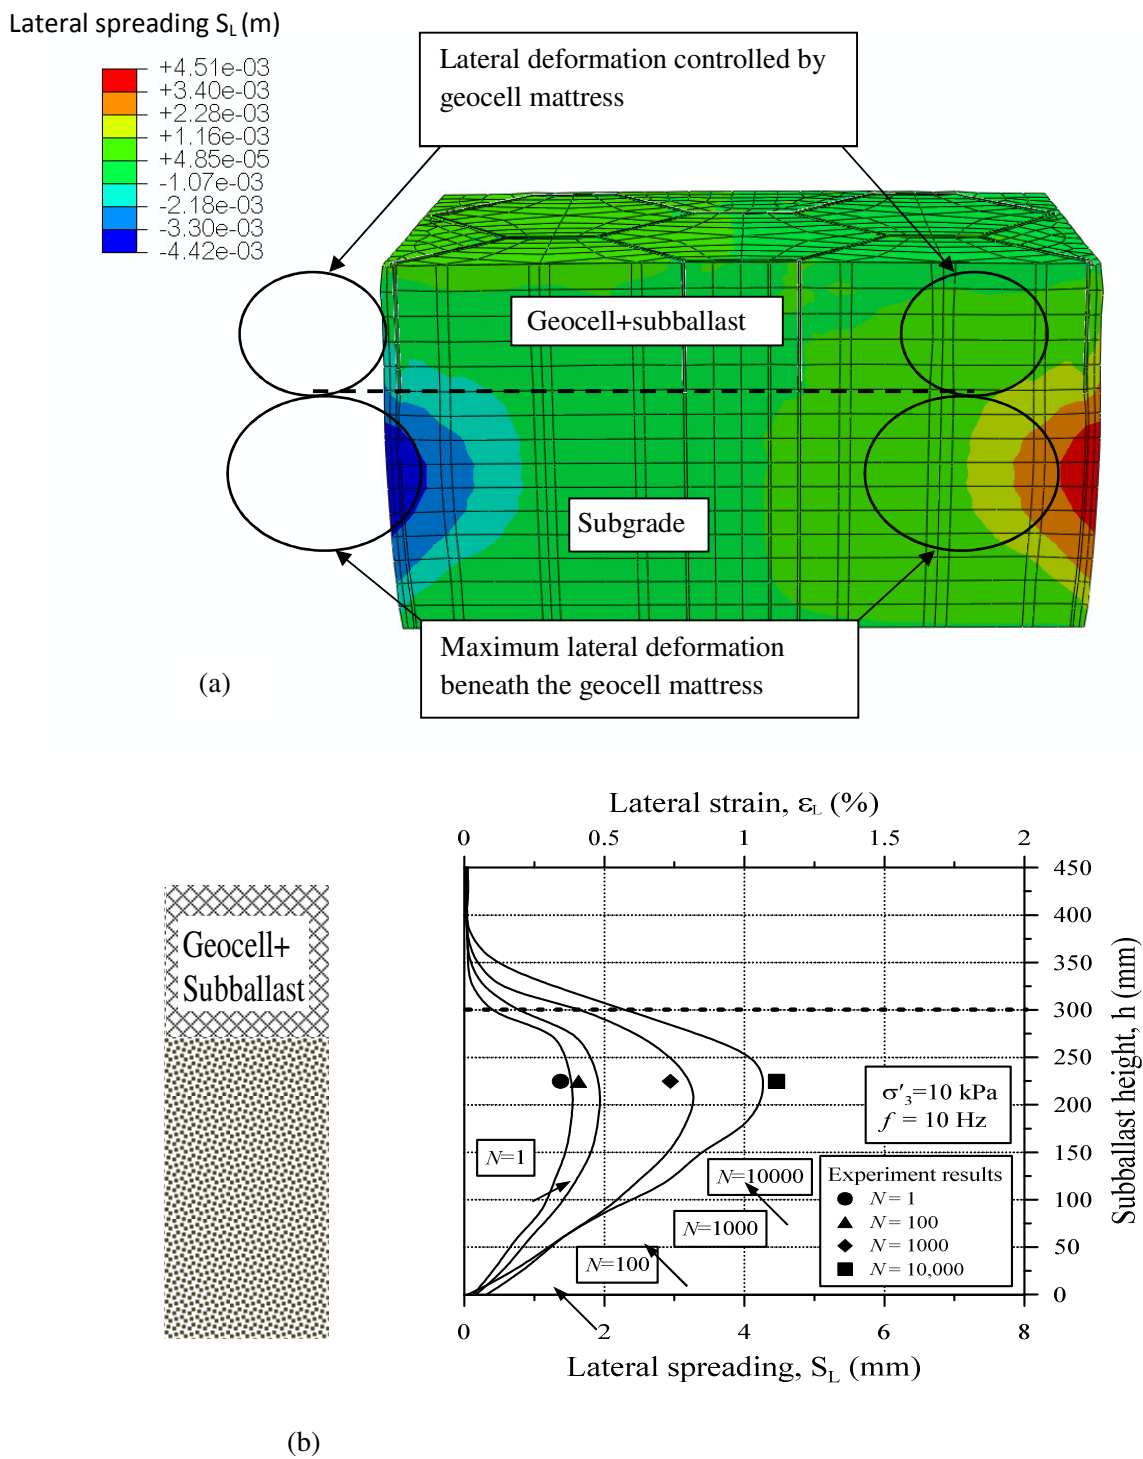 Lateral spreading S_L (m)
+4.51e-03
+3.40e-03
+2.28e-03
+1.16e-03
+4.85e-05
-1.07e-03
-2.18e-03
-3.30e-03
-4.42e-03
Lateral deformation controlled by
geocell mattress
Geocell+subballast
Subgrade
Maximum lateral deformation
beneath the geocell mattress
(a)
Lateral strain, ε_L (%)
0 0.5 1 1.5 2
Geocell+
Subballast
450
400
350
300
250
200
150
100
50
0
Subballast height, h (mm)
σ′₃=10 kPa
f = 10 Hz
N=1
N=10000
N=1000
N=100
Experiment results
N = 1
N = 100
N = 1000
N = 10,000
0 2 4 6 8
Lateral spreading, S_L (mm)
(b)